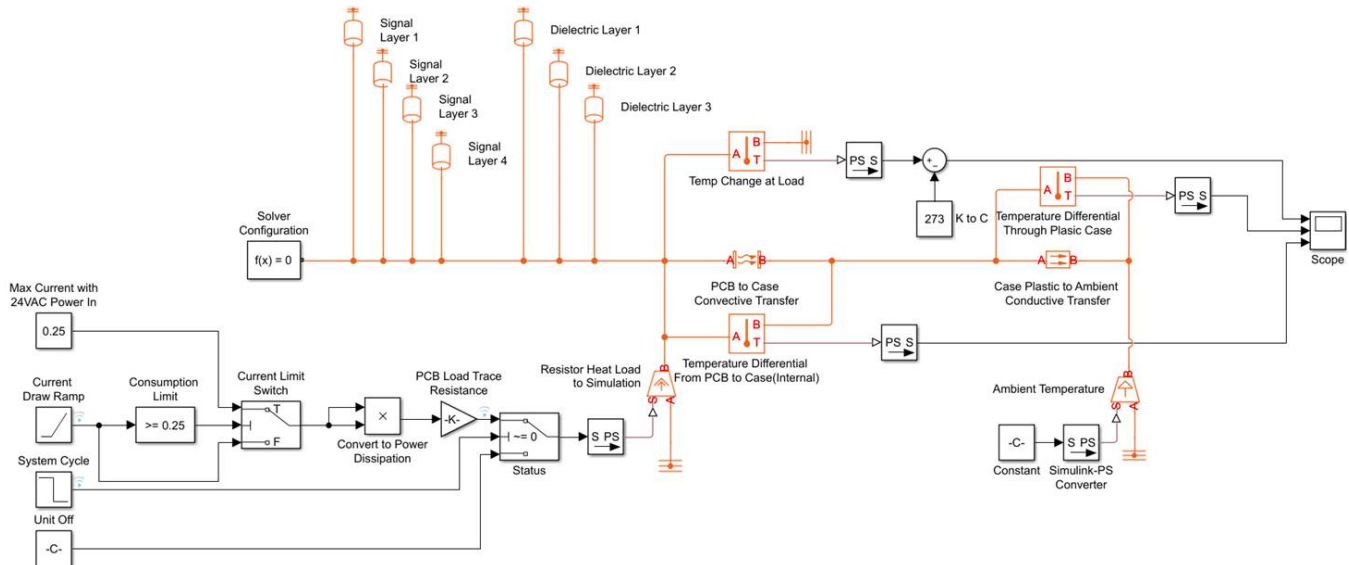 Signal
Layer 1
Dielectric Layer 1
Signal
Layer 2
Dielectric Layer 2
Signal
Layer 3
Dielectric Layer 3
Signal
Layer 4
A
B
T
PS S
+
-
Temp Change at Load
A
B
T
PS S
273
K to C
Temperature Differential
Through Plasic Case
Solver
Configuration
f(x) = 0
Scope
A
B
A
B
PCB to Case
Convective Transfer
Case Plastic to Ambient
Conductive Transfer
Max Current with
24VAC Power In
0.25
A
B
T
PS S
Temperature Differential
From PCB to Case(Internal)
Resistor Heat Load
to Simulation
B
S
A
Ambient Temperature
B
S
A
Current
Draw Ramp
Consumption
Limit
>= 0.25
Current Limit
Switch
T
F
×
Convert to Power
Dissipation
PCB Load Trace
Resistance
-K-
~= 0
Status
S PS
-C-
Constant
S PS
Simulink-PS
Converter
System Cycle
Unit Off
-C-